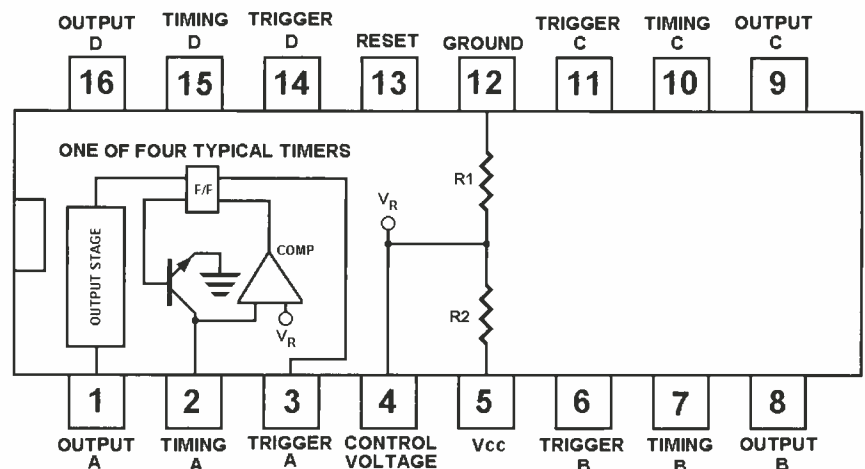 OUTPUT D
TIMING D
TRIGGER D
RESET
GROUND
TRIGGER C
TIMING C
OUTPUT C
16
15
14
13
12
11
10
9
ONE OF FOUR TYPICAL TIMERS
F/F
OUTPUT STAGE
COMP
VR
VR
R1
R2
1
2
3
4
5
6
7
8
OUTPUT A
TIMING A
TRIGGER A
CONTROL VOLTAGE
Vcc
TRIGGER B
TIMING B
OUTPUT B